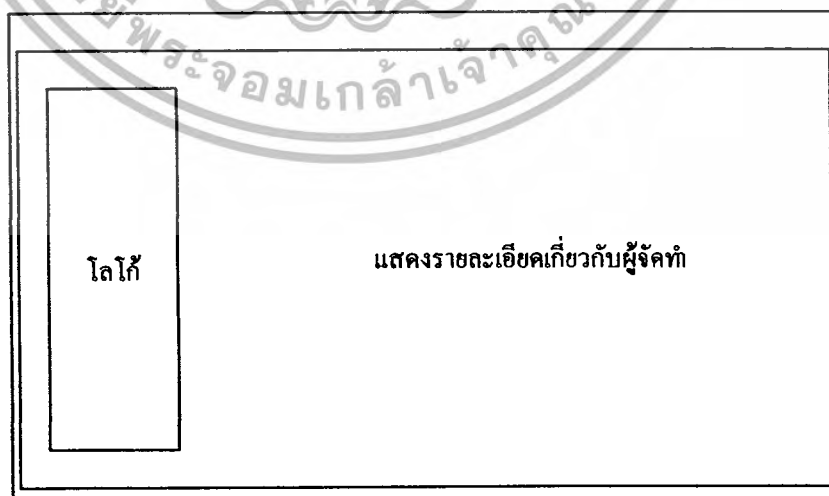 พระจอมเกล้าเจ้าคุณ
โลโก้
แสดงรายละเอียดเกี่ยวกับผู้จัดทำ